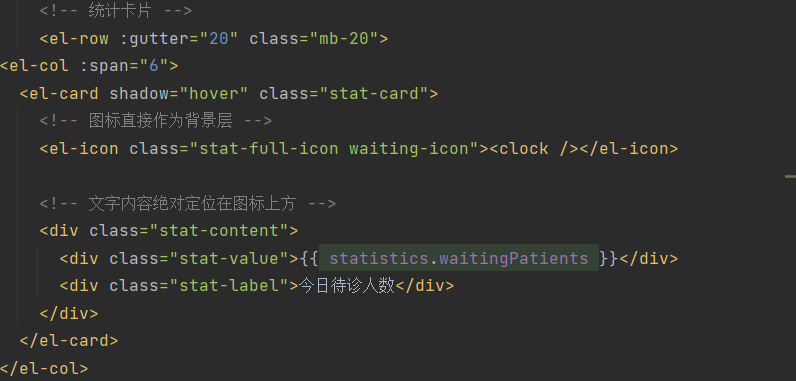 <!-- 统计卡片 -->
<el-row :gutter="20" class="mb-20">
<el-col :span="6">
<el-card shadow="hover" class="stat-card">
<!-- 图标直接作为背景层 -->
<el-icon class="stat-full-icon waiting-icon"><clock /></el-icon>
<!-- 文字内容绝对定位在图标上方 -->
<div class="stat-content">
<div class="stat-value">{{ statistics.waitingPatients }}</div>
<div class="stat-label">今日待诊人数</div>
</div>
</el-card>
</el-col>